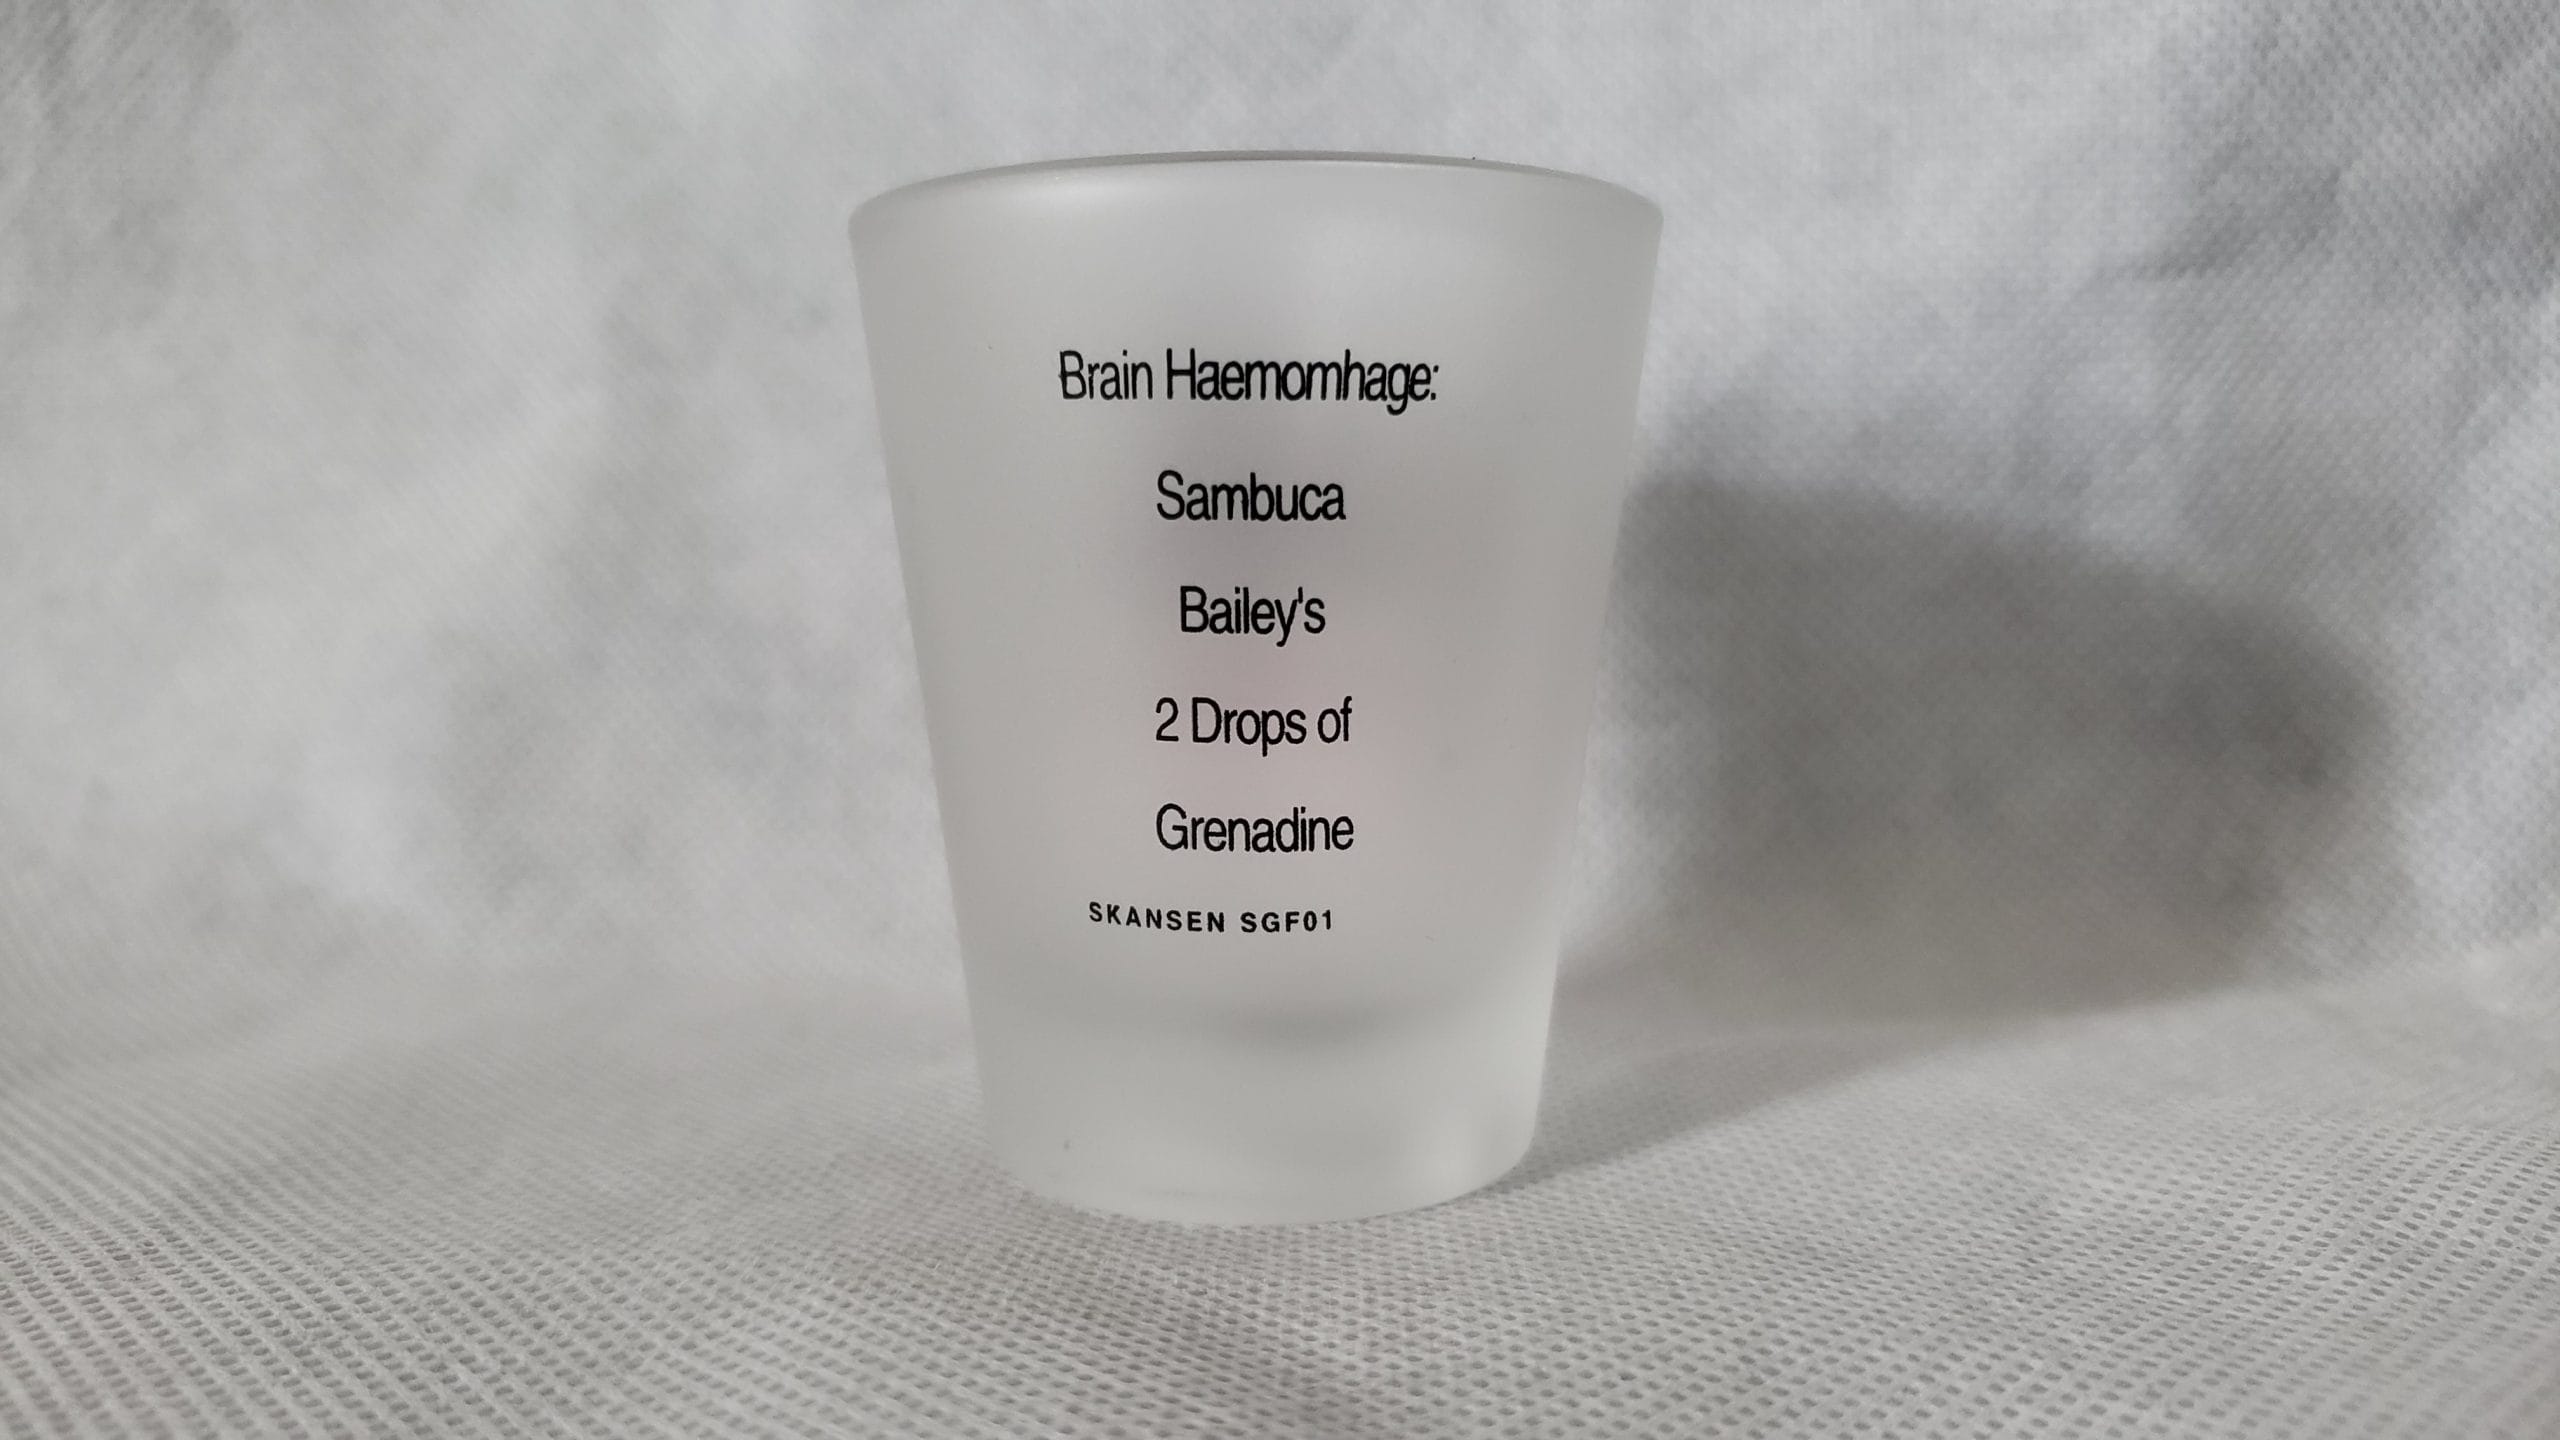 Brain Haemomhage:
Sambuca
Bailey's
2 Drops of
Grenadine
SKANSEN SGF01